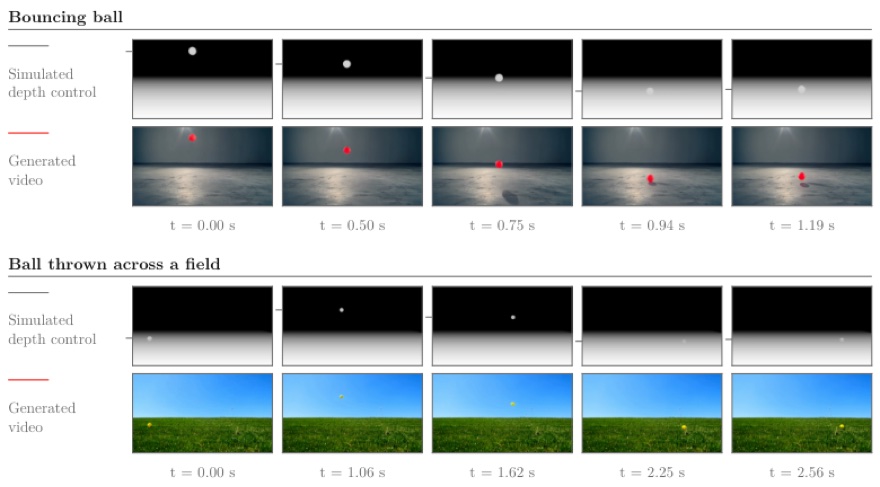 Bouncing ball
Simulated
depth control
Generated
video
t = 0.00 s
t = 0.50 s
t = 0.75 s
t = 0.94 s
t = 1.19 s
Ball thrown across a field
Simulated
depth control
Generated
video
t = 0.00 s
t = 1.06 s
t = 1.62 s
t = 2.25 s
t = 2.56 s